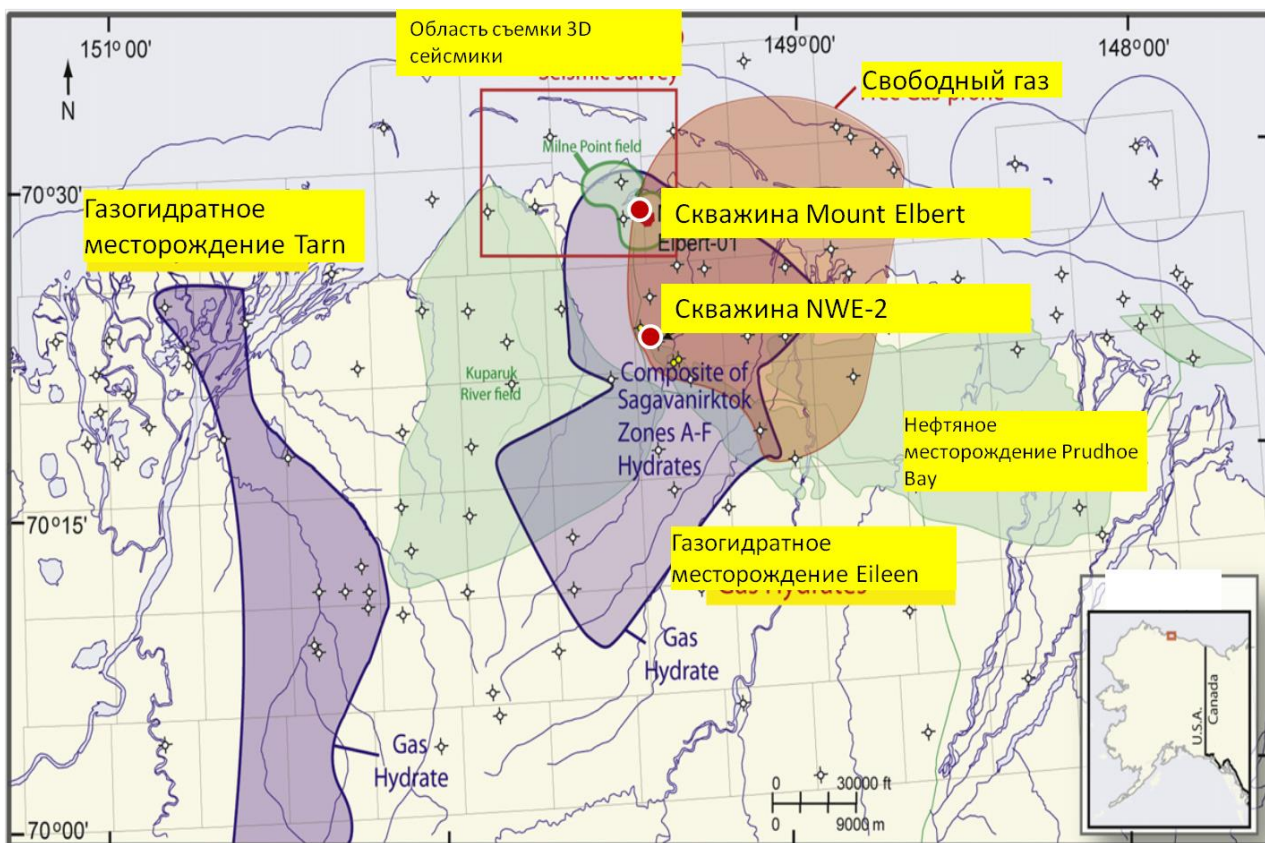 Область съемки 3D
сейсмики
151° 00'
149° 00'
148° 00'
Seismic Survey
Свободный газ
N
Milne Point field
70° 30'
Газогидратное
месторождение Tarn
Скважина Mount Elbert
Elbert-01
Скважина NWE-2
Kuparuk
River field
Composite of
Sagavanirktok
Zones A-F
Hydrates
Нефтяное
месторождение Prudhoe
Bay
70° 15'
Газогидратное
месторождение Eileen
Gas Hydrates
Gas
Hydrate
Gas
Hydrate
U.S.A.
Canada
0 30000 ft
0 9000 m
70° 00'